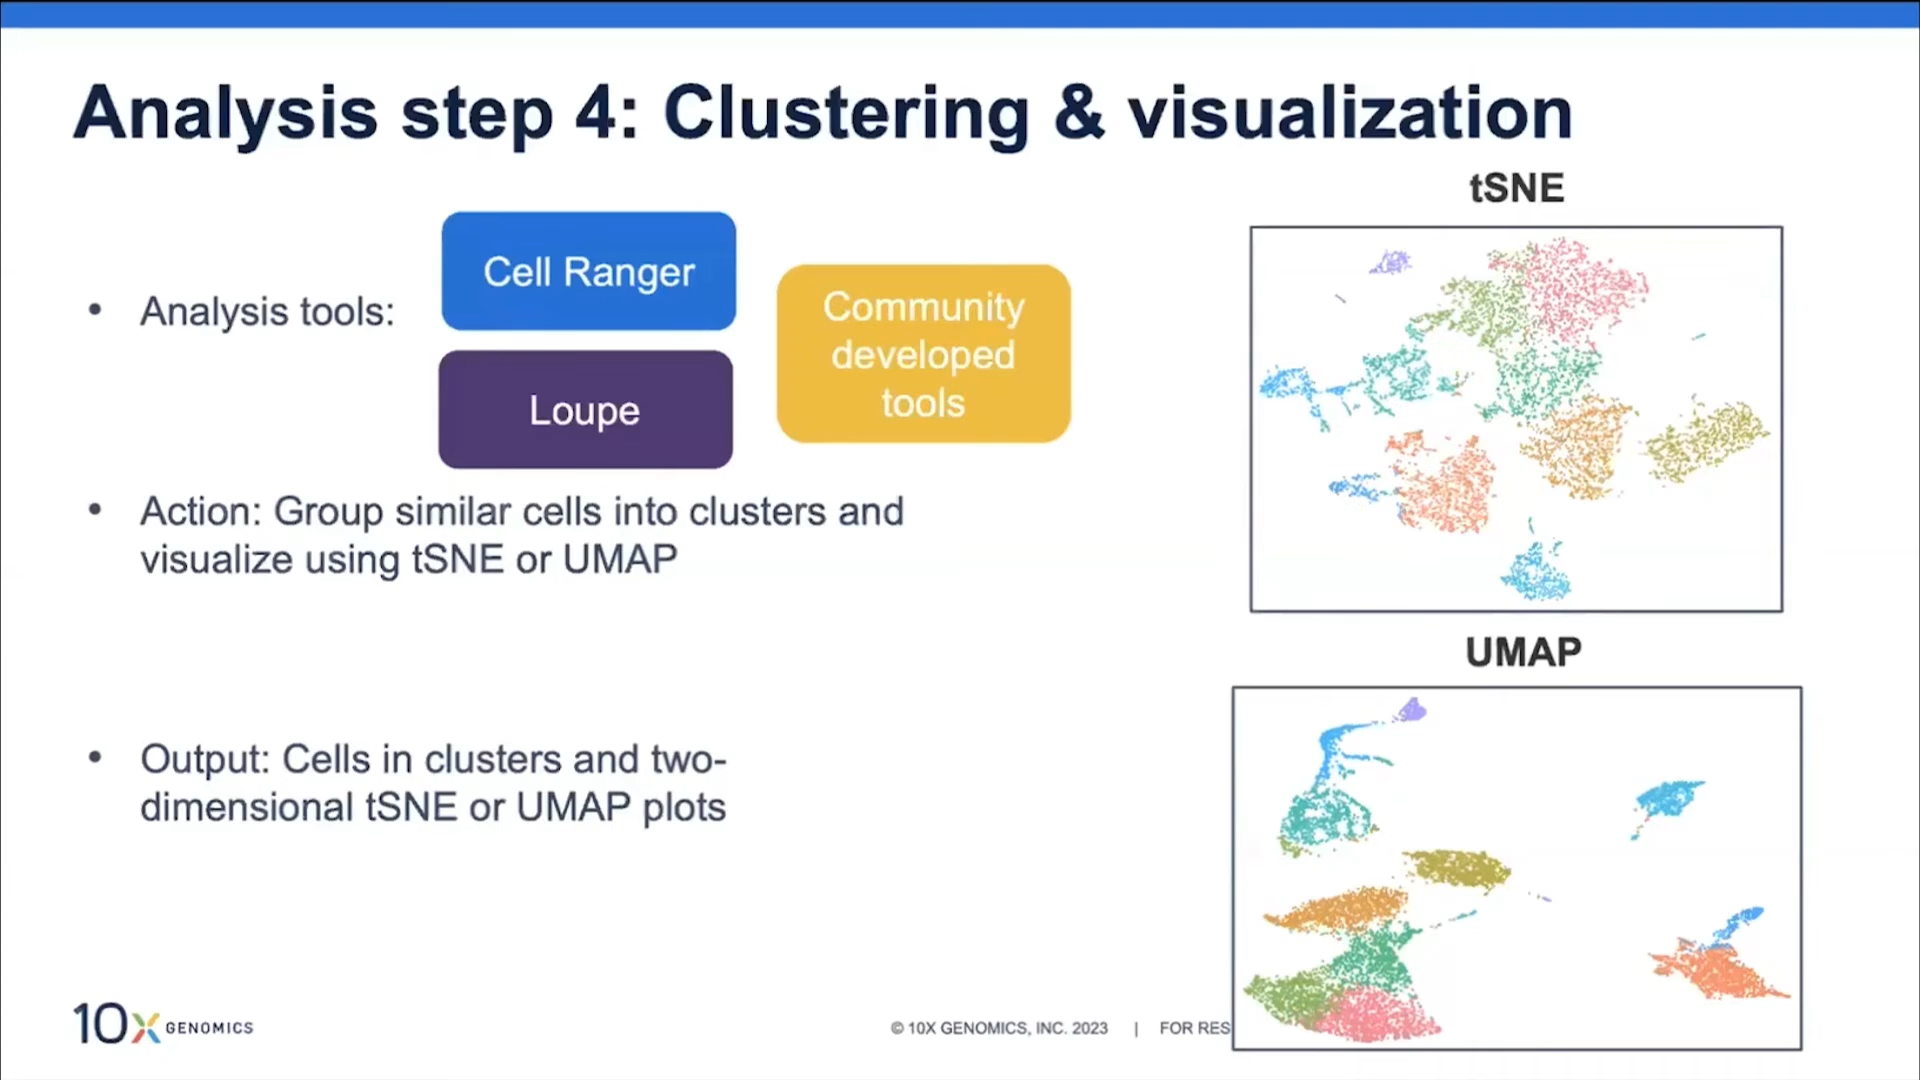 Analysis step 4: Clustering & visualization
• Analysis tools:
Cell Ranger
Loupe
Community
developed
tools
• Action: Group similar cells into clusters and
visualize using tSNE or UMAP
• Output: Cells in clusters and two-
dimensional tSNE or UMAP plots
tSNE
UMAP
10x GENOMICS
© 10X GENOMICS, INC. 2023 | FOR RES